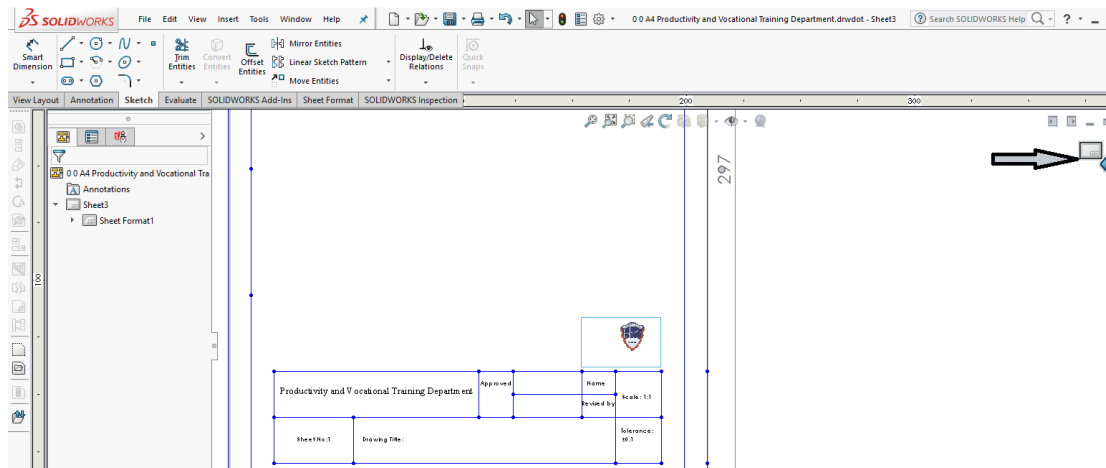 SOLIDWORKS File Edit View Insert Tools Window Help 0 0 A4 Productivity and Vocational Training Department.drwdot - Sheet3 Search SOLIDWORKS Help ?
Smart Dimension
Trim Entities
Convert Entities
Offset Entities
Mirror Entities
Linear Sketch Pattern
Move Entities
Display/Delete Relations
Quick Snaps
View Layout Annotation Sketch Evaluate SOLIDWORKS Add-Ins Sheet Format SOLIDWORKS Inspection
200 300
0 0 A4 Productivity and Vocational Tra
Annotations
Sheet3
Sheet Format1
100
297
Productivity and V ocational Training Department
Approved
Name
Revised by
Scale: 1:1
Sheet No:1
Drawing Title:
Tolerance:
±0.1